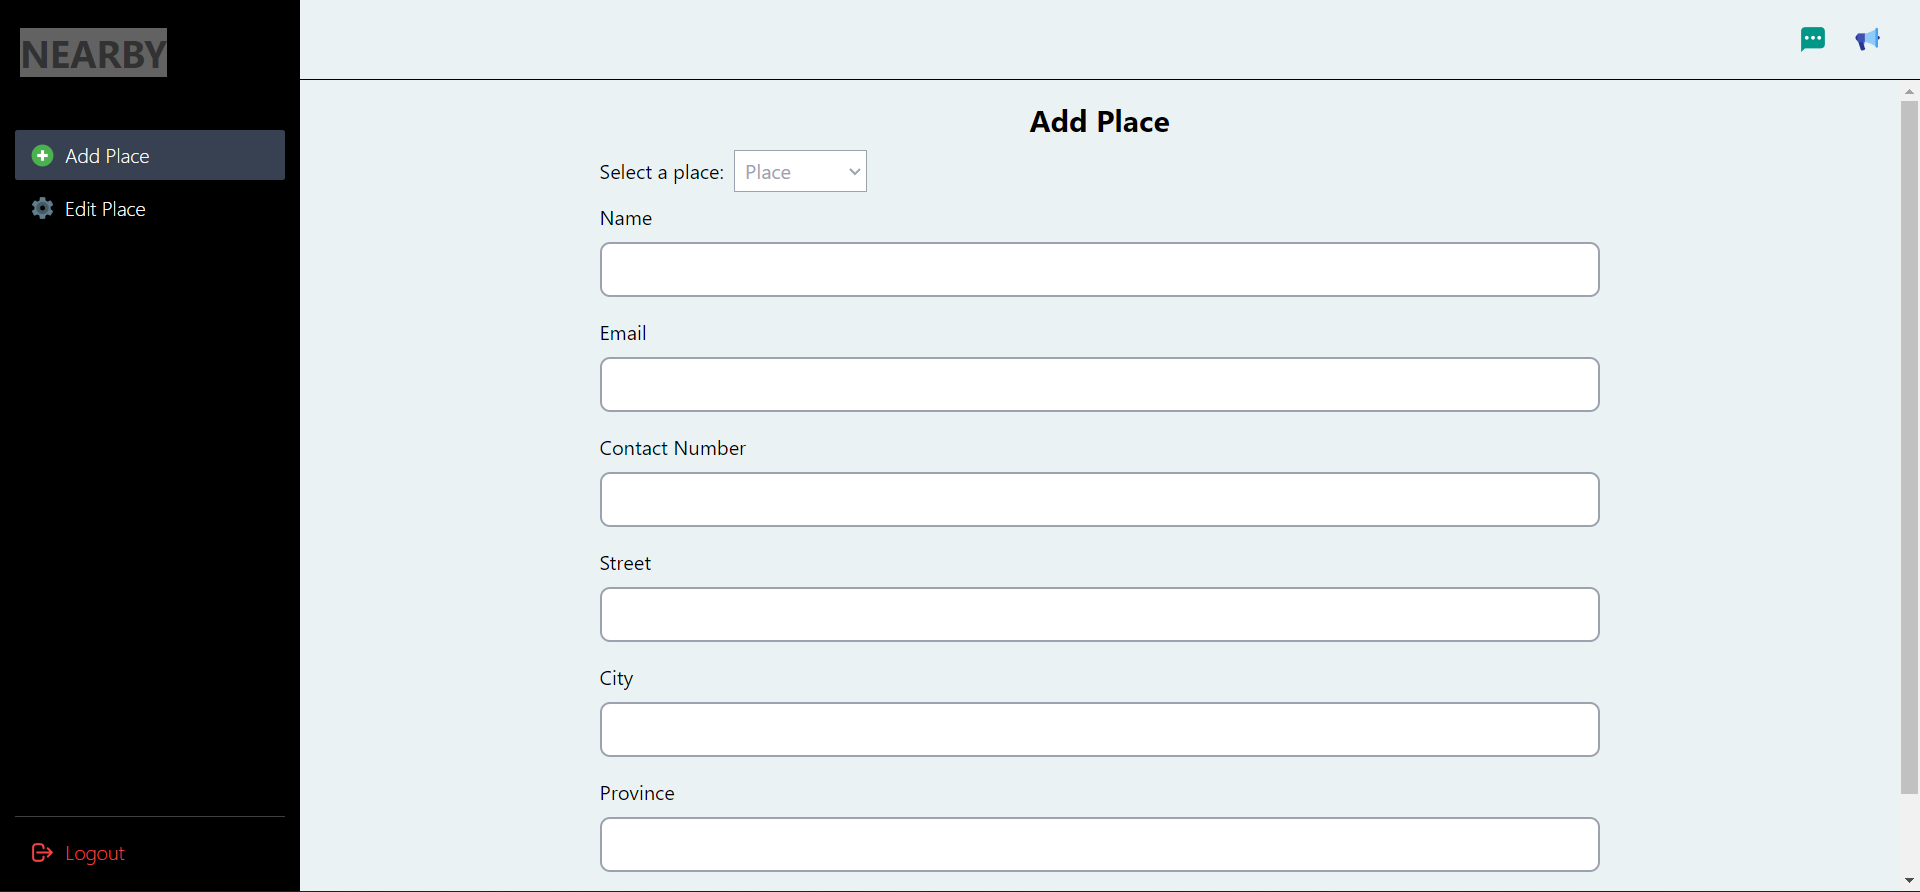 NEARBY
Add Place
Edit Place
Logout
Add Place
Select a place: Place
Name
Email
Contact Number
Street
City
Province